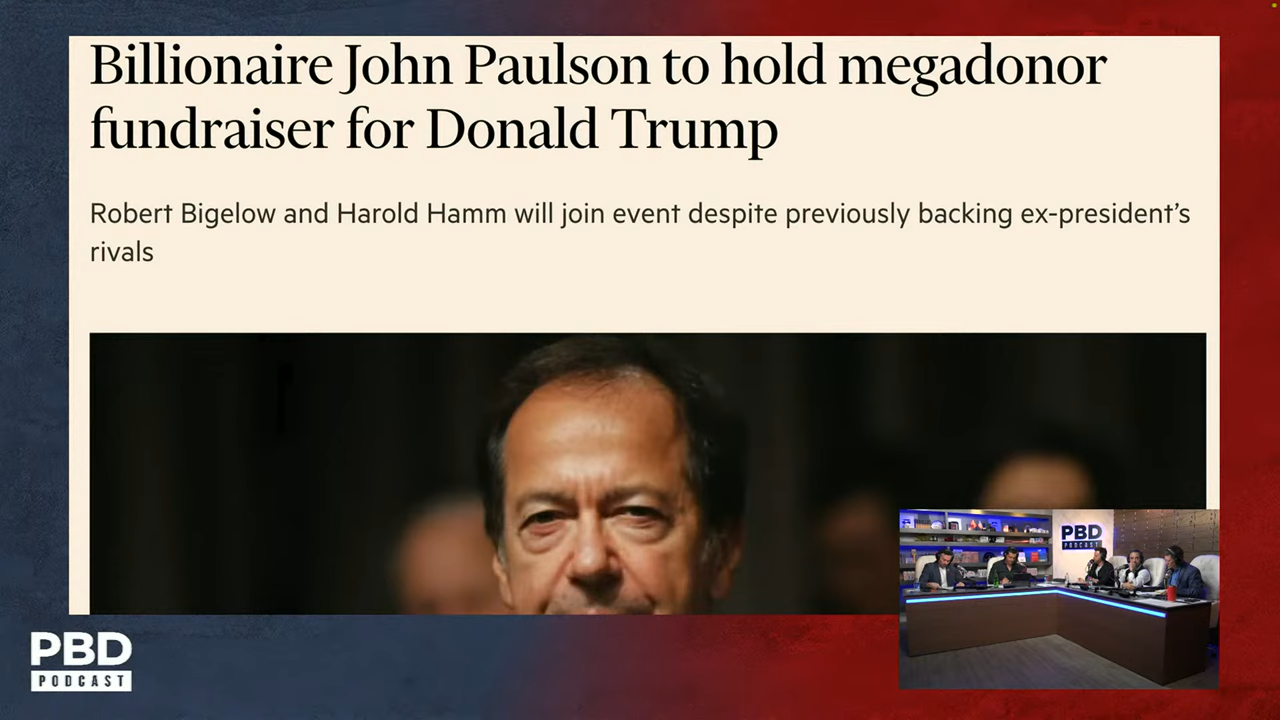 Billionaire John Paulson to hold megadonor
fundraiser for Donald Trump
Robert Bigelow and Harold Hamm will join event despite previously backing ex-president's
rivals
PBD
PODCAST
PBD
PODCAST